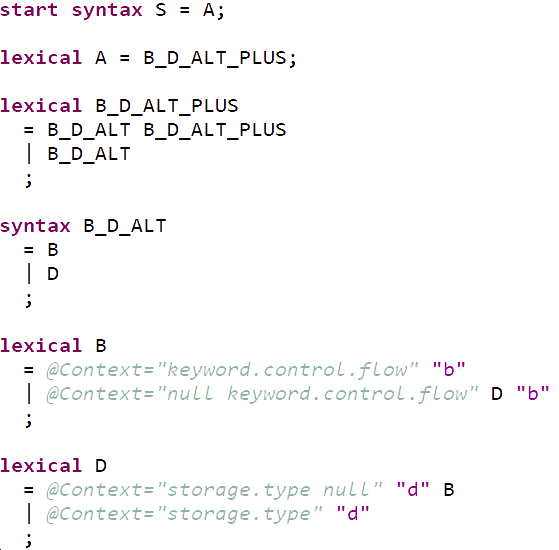 start syntax S = A;
lexical A = B_D_ALT_PLUS;
lexical B_D_ALT_PLUS
= B_D_ALT B_D_ALT_PLUS
| B_D_ALT
;
syntax B_D_ALT
= B
| D
;
lexical B
= @Context="keyword.control.flow" "b"
| @Context="null keyword.control.flow" D "b"
;
lexical D
= @Context="storage.type null" "d" B
| @Context="storage.type" "d"
;